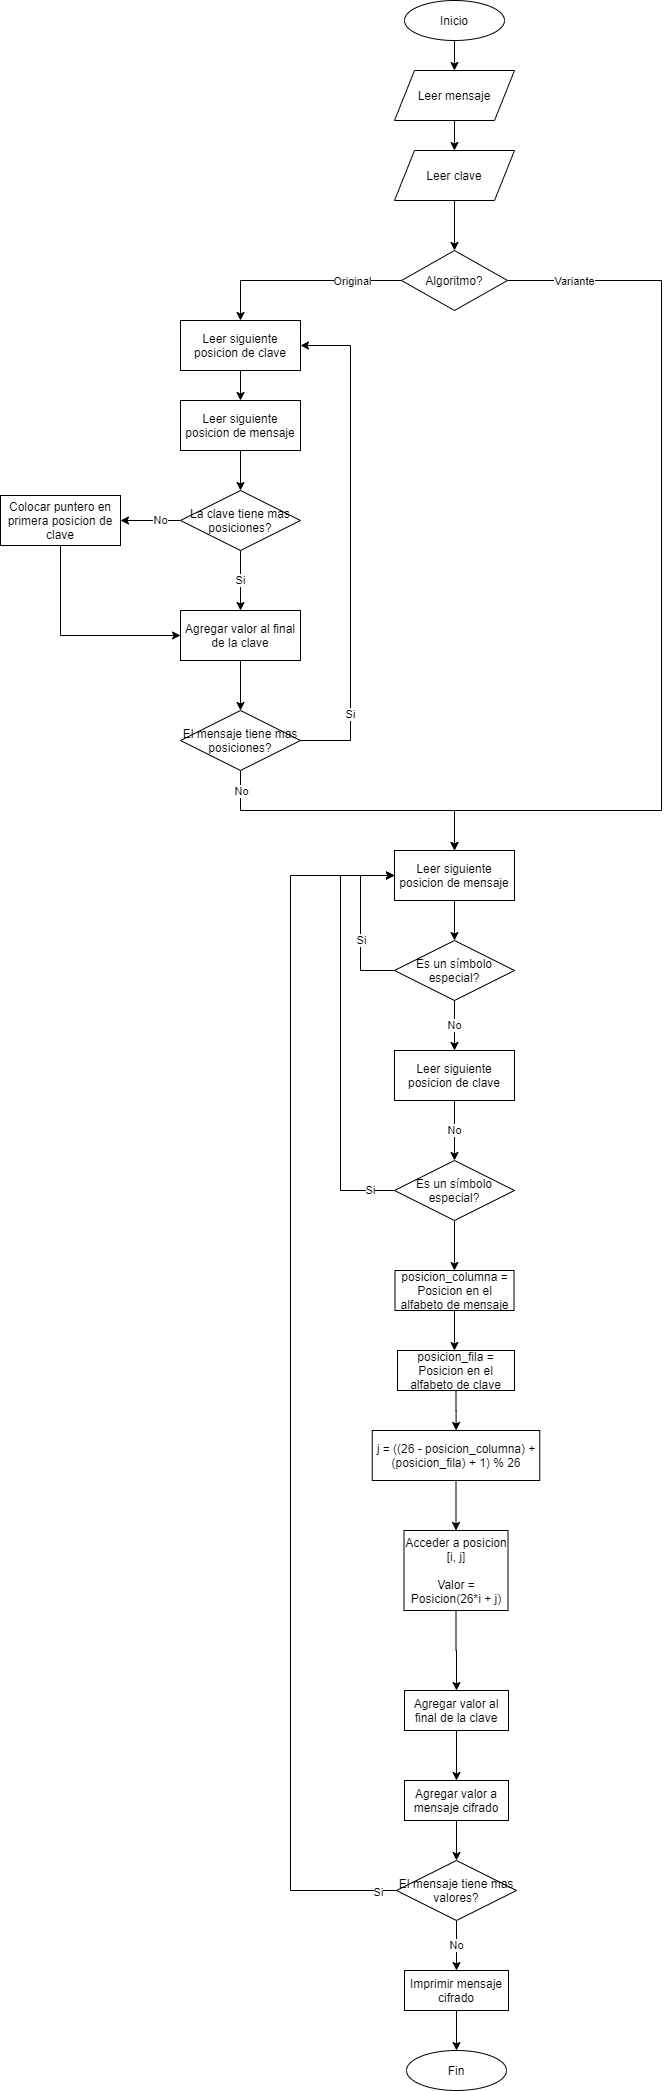 Inicio
Leer mensaje
Leer clave
Algoritmo?
Original
Variante
Leer siguiente
posicion de clave
Leer siguiente
posicion de mensaje
La clave tiene mas
posiciones?
No
Colocar puntero en
primera posicion de
clave
Si
Agregar valor al final
de la clave
El mensaje tiene mas
posiciones?
Si
No
Leer siguiente
posicion de mensaje
Es un símbolo
especial?
Si
No
Leer siguiente
posicion de clave
No
Es un símbolo
especial?
Si
posicion_columna =
Posicion en el
alfabeto de mensaje
posicion_fila =
Posicion en el
alfabeto de clave
j = ((26 - posicion_columna) +
(posicion_fila) + 1) % 26
Acceder a posicion
[i, j]
Valor =
Posicion(26*i + j)
Agregar valor al
final de la clave
Agregar valor a
mensaje cifrado
El mensaje tiene mas
valores?
Si
No
Imprimir mensaje
cifrado
Fin